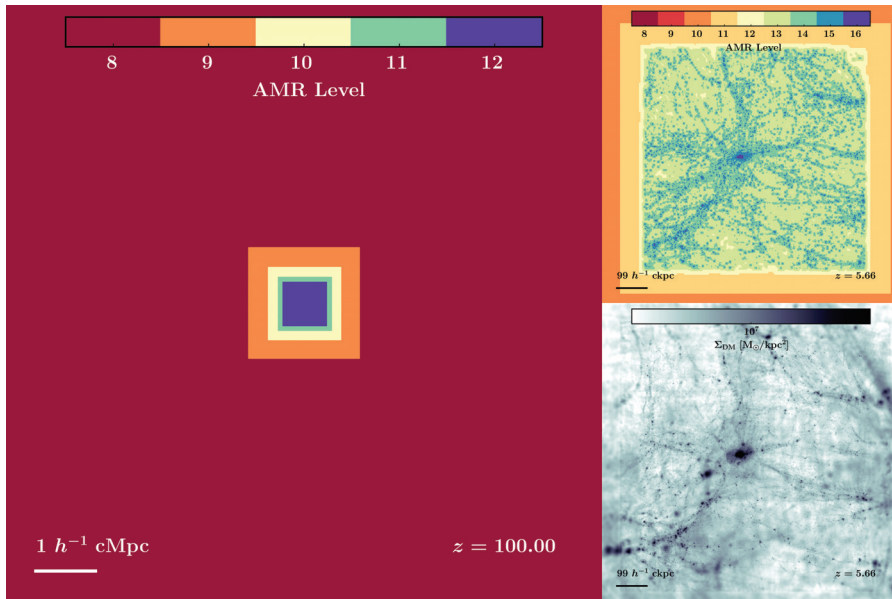 8 9 10 11 12
AMR Level
1 h⁻¹ cMpc
z = 100.00
8 9 10 11 12 13 14 15 16
AMR Level
99 h⁻¹ ckpc
z = 5.66
10⁷
Σ_DM [M_⊙/kpc²]
99 h⁻¹ ckpc
z = 5.66